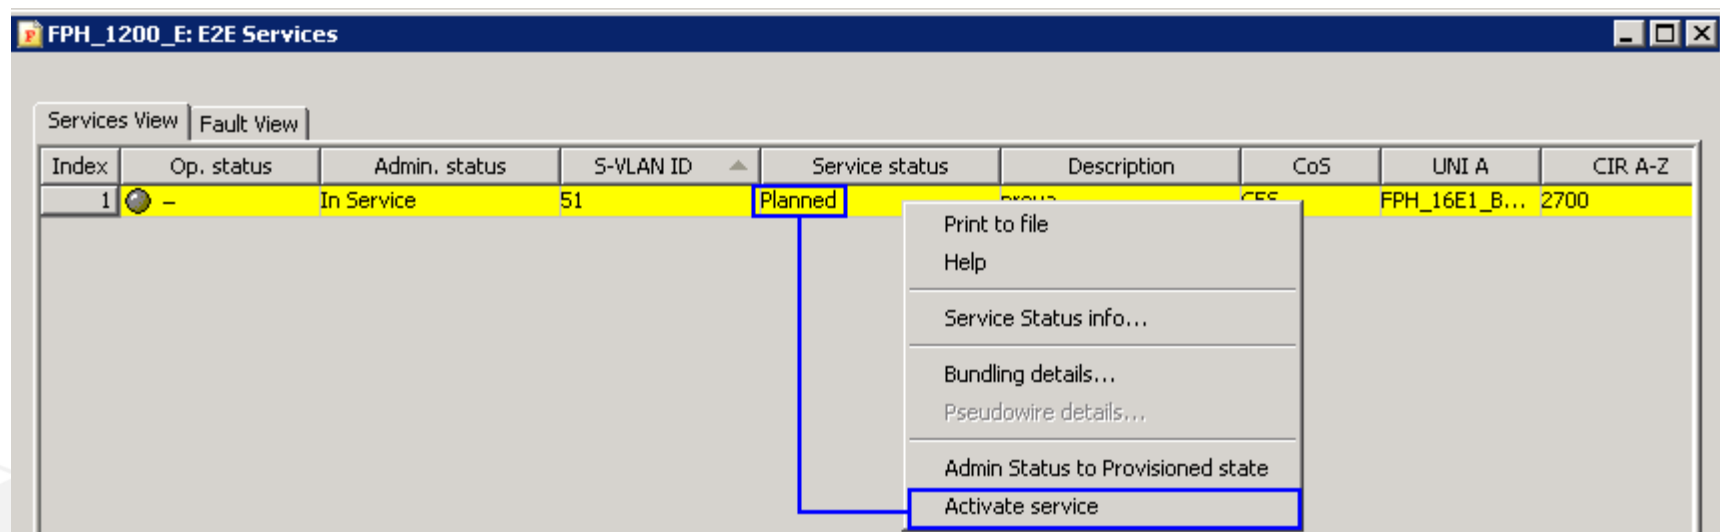 FPH_1200_E: E2E Services
Services View Fault View
Index Op. status Admin. status S-VLAN ID Service status Description CoS UNI A CIR A-Z
1 – In Service 51 Planned FPH_16E1_B... 2700
Print to file
Help
Service Status info...
Bundling details...
Pseudowire details...
Admin Status to Provisioned state
Activate service